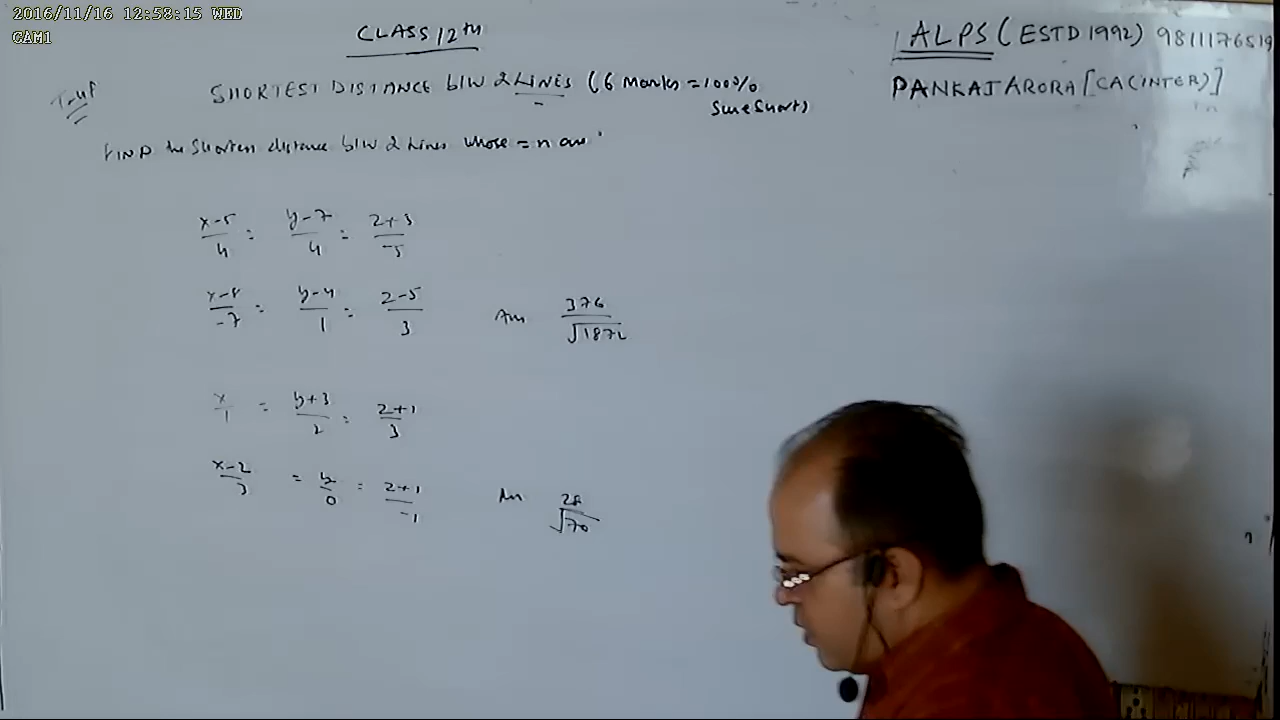 2016/11/16 12:58:15 WED
CAM1
CLASS 12th
ALPS (ESTD 1992) 9811176519
PANKAJ ARORA [CA (INTER)]
SHORTEST DISTANCE b/w 2 LINES (6 marks = 100%
Sure Short)
FIND the Shortest distance b/w 2 Lines whose = n are
x-5/4 = y-7/4 = z+3/-5
x-8/-7 = y-4/1 = z-5/3 Ans 376/√1872
x/1 = y+3/2 = z+1/3
x-2/3 = y/0 = z+1/-1 An 28/√70